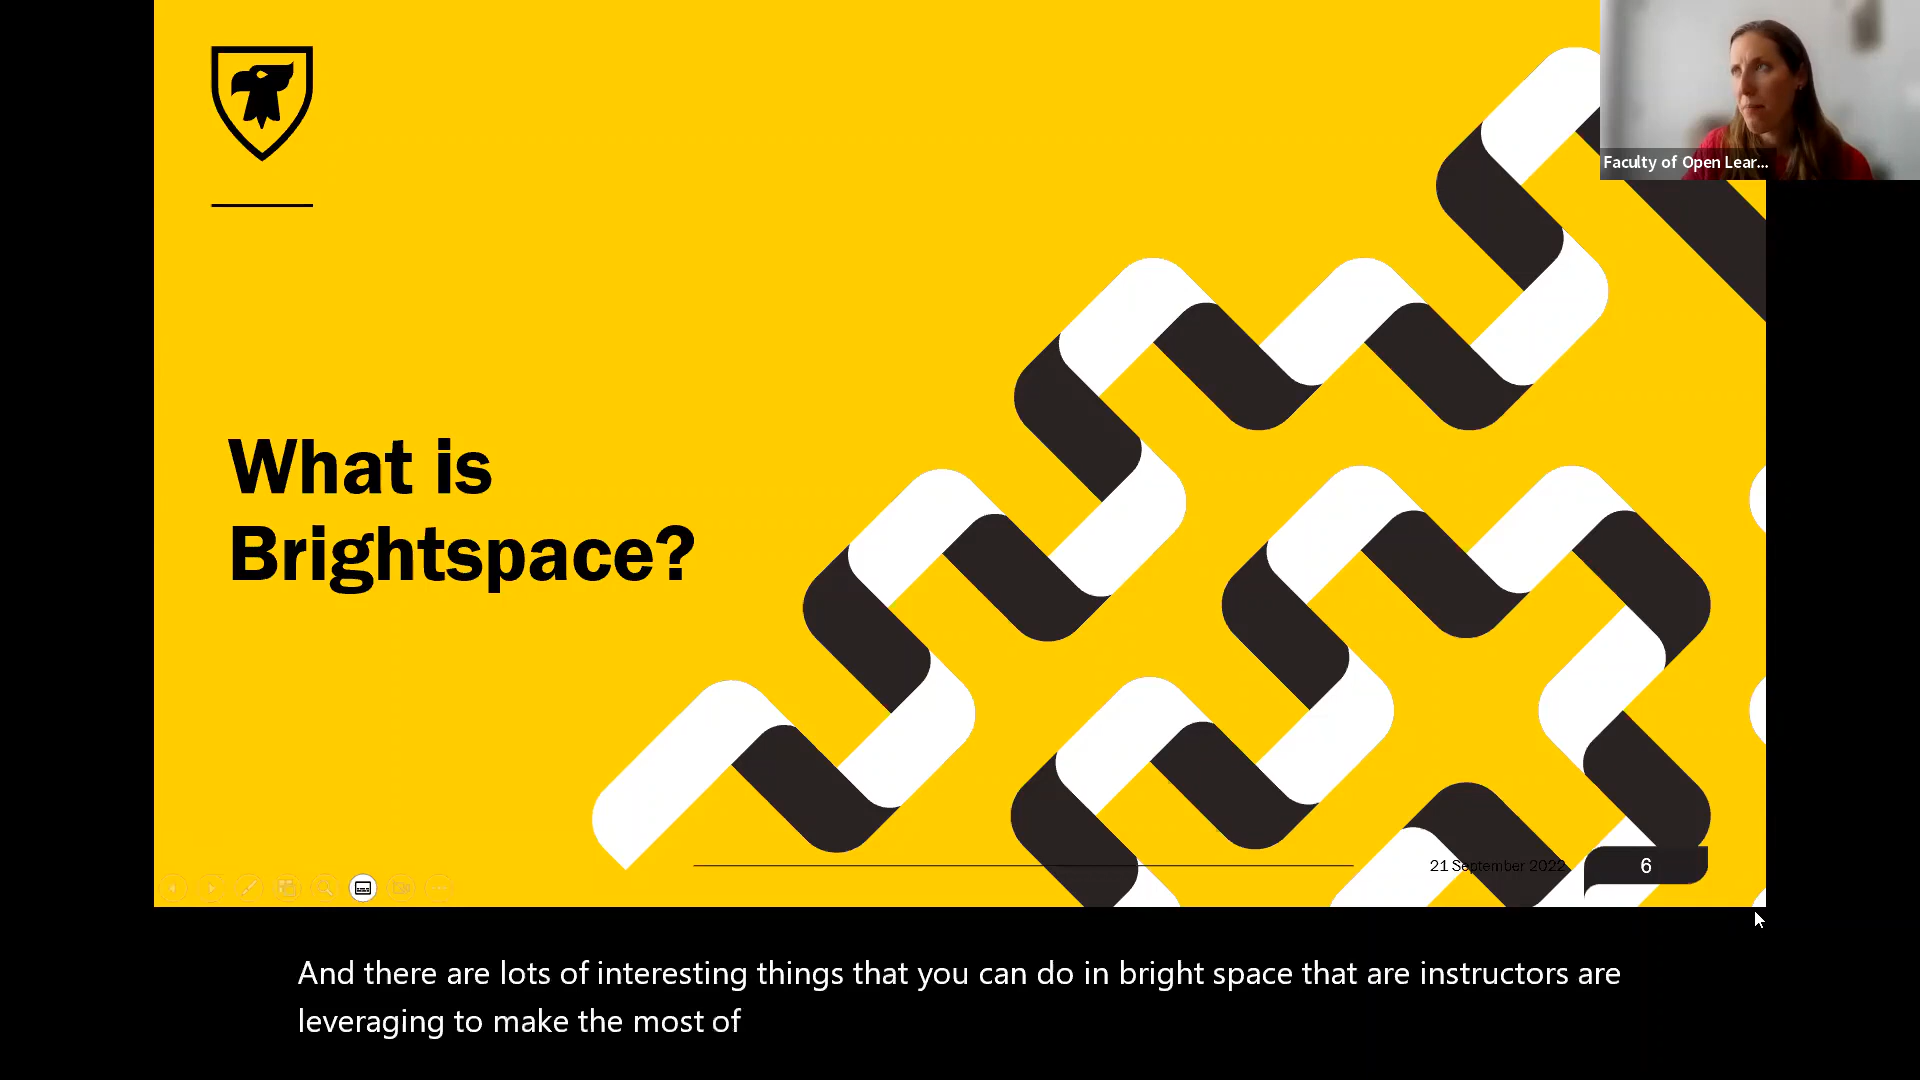 Faculty of Open Lear...
What is
Brightspace?
21 September 2022
6
And there are lots of interesting things that you can do in bright space that are instructors are
leveraging to make the most of